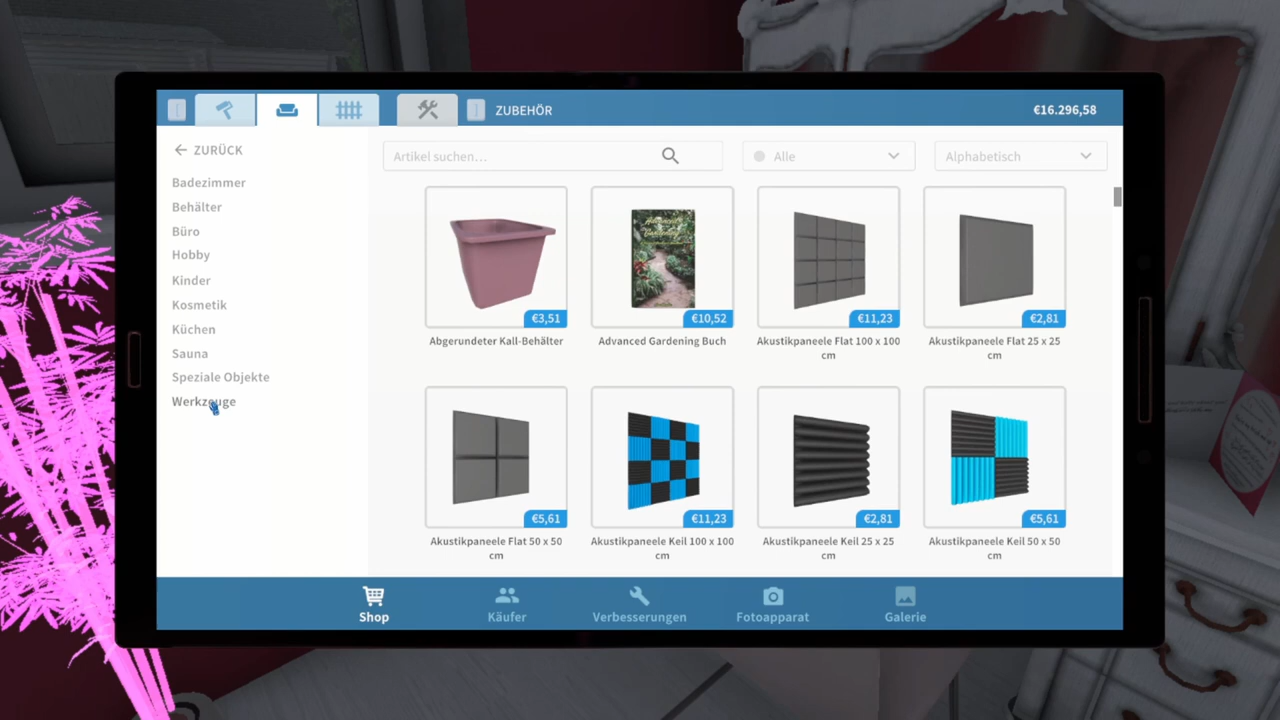 ZUBEHÖR
€16.296,58
ZURÜCK
Artikel suchen...
Alle
Alphabetisch
Badezimmer
Behälter
Büro
Hobby
Kinder
Kosmetik
Küchen
Sauna
Speziale Objekte
Werkzeuge
€3,51
€10,52
€11,23
€2,81
Abgerundeter Kall-Behälter
Advanced Gardening Buch
Akustikpaneele Flat 100 x 100
cm
Akustikpaneele Flat 25 x 25
cm
€5,61
€11,23
€2,81
€5,61
Akustikpaneele Flat 50 x 50
cm
Akustikpaneele Keil 100 x 100
cm
Akustikpaneele Keil 25 x 25
cm
Akustikpaneele Keil 50 x 50
cm
Shop
Käufer
Verbesserungen
Fotoapparat
Galerie